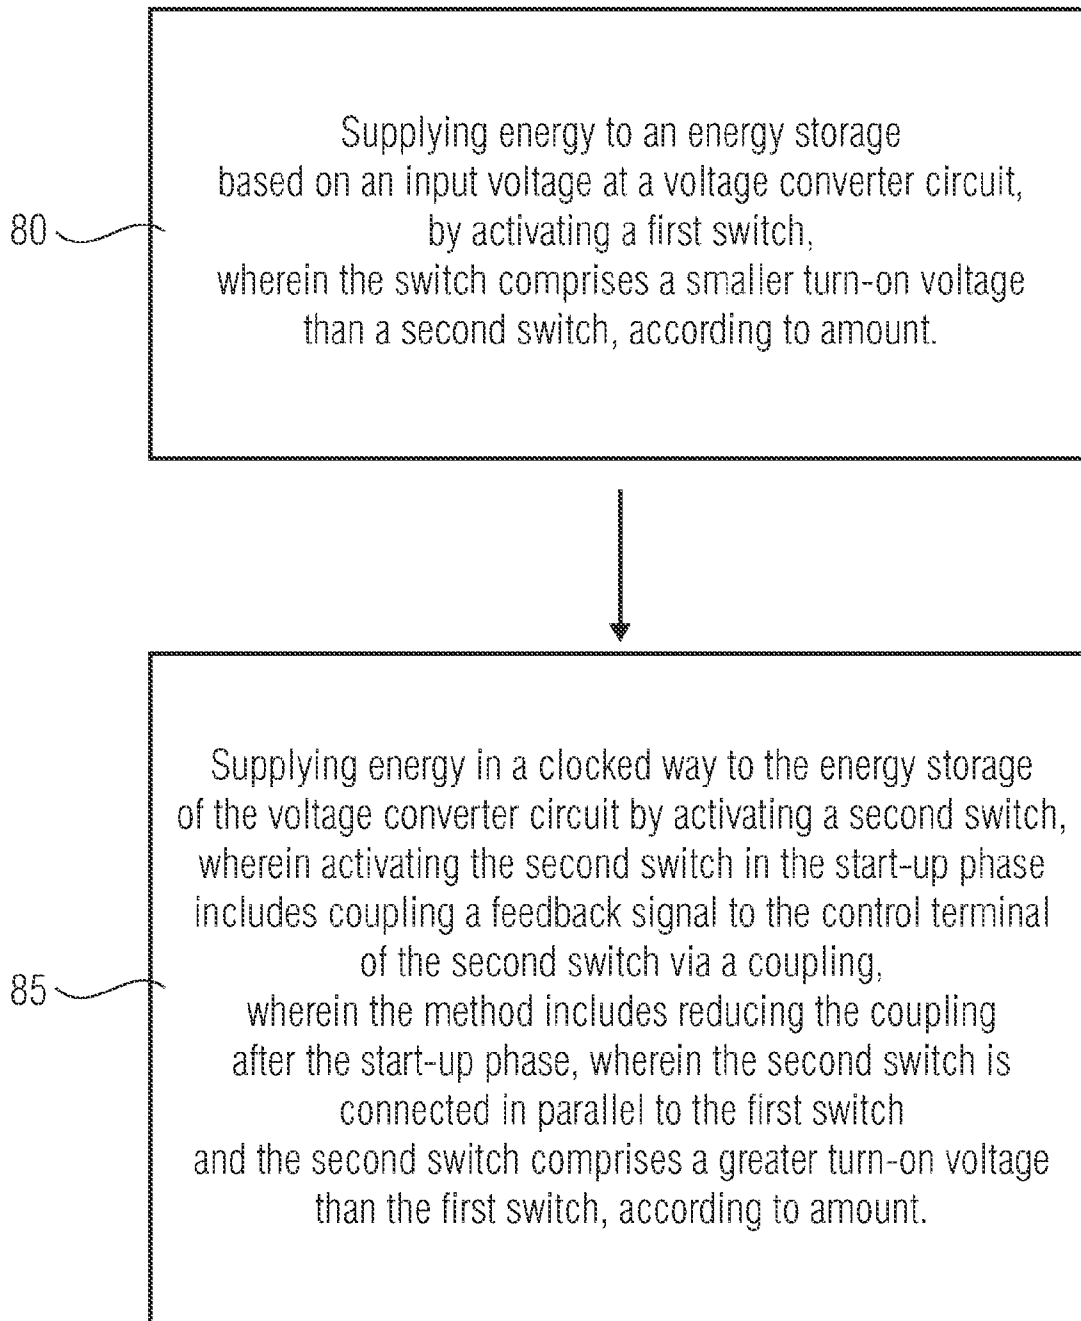 Supplying energy to an energy storage
based on an input voltage at a voltage converter circuit,
80
by activating a first switch,
wherein the switch comprises a smaller turn-on voltage
than a second switch, according to amount.
Supplying energy in a clocked way to the energy storage
of the voltage converter circuit by activating a second switch,
wherein activating the second switch in the start-up phase
includes coupling a feedback signal to the control terminal
of the second switch via a coupling,
85
wherein the method includes reducing the coupling
after the start-up phase, wherein the second switch is
connected in parallel to the first switch
and the second switch comprises a greater turn-on voltage
than the first switch, according to amount.